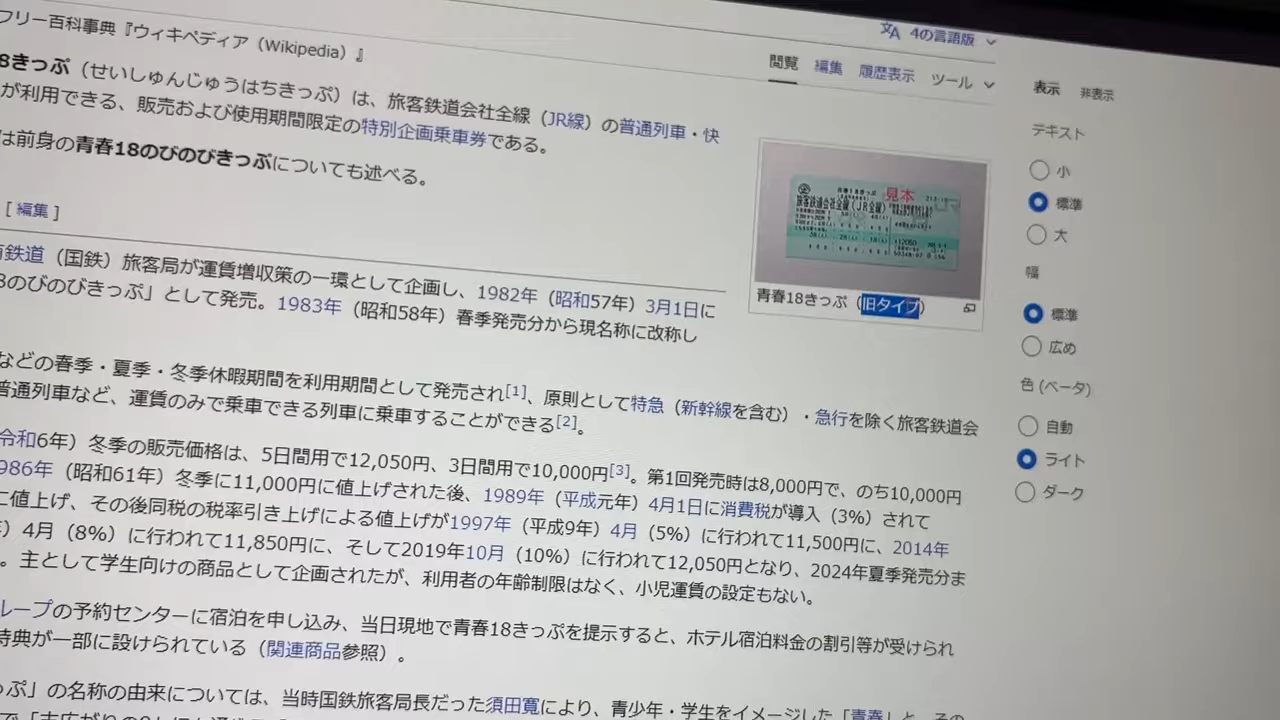 フリー百科事典『ウィキペディア（Wikipedia）』
4の言語版
閲覧 編集 履歴表示 ツール
8きっぷ（せいしゅんじゅうはちきっぷ）は、旅客鉄道会社全線（JR線）の普通列車・快
が利用できる、販売および使用期間限定の特別企画乗車券である。
は前身の青春18のびのびきっぷについても述べる。
見本
旅客鉄道会社全線（JR全線）
青春18きっぷ（旧タイプ）
[編集]
鉄道（国鉄）旅客局が運賃増収策の一環として企画し、1982年（昭和57年）3月1日に
8のびのびきっぷ」として発売。1983年（昭和58年）春季発売分から現名称に改称し
などの春季・夏季・冬季休暇期間を利用期間として発売され[1]、原則として特急（新幹線を含む）・急行を除く旅客鉄道会
普通列車など、運賃のみで乗車できる列車に乗車することができる[2]。
令和6年）冬季の販売価格は、5日間用で12,050円、3日間用で10,000円[3]。第1回発売時は8,000円で、のち10,000円
986年（昭和61年）冬季に11,000円に値上げされた後、1989年（平成元年）4月1日に消費税が導入（3%）されて
に値上げ、その後同税の税率引き上げによる値上げが1997年（平成9年）4月（5%）に行われて11,500円に、2014年
）4月（8%）に行われて11,850円に、そして2019年10月（10%）に行われて12,050円となり、2024年夏季発売分ま
。主として学生向けの商品として企画されたが、利用者の年齢制限はなく、小児運賃の設定もない。
ループの予約センターに宿泊を申し込み、当日現地で青春18きっぷを提示すると、ホテル宿泊料金の割引等が受けられ
特典が一部に設けられている（関連商品参照）。
っぷ」の名称の由来については、当時国鉄旅客局長だった須田寬により、青少年・学生をイメージした「青春」と、その
表示 非表示
テキスト
小
標準
大
幅
標準
広め
色 (ベータ)
自動
ライト
ダーク